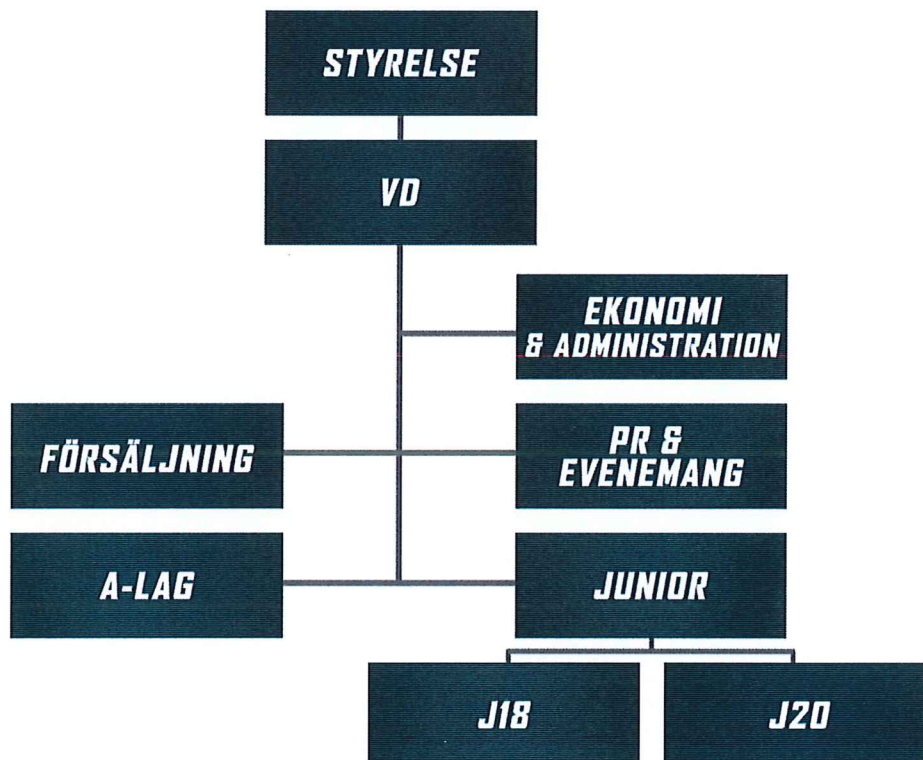 STYRELSE
VD
EKONOMI
& ADMINISTRATION
FÖRSÄLJNING
PR &
EVENEMANG
A-LAG
JUNIOR
J18
J20